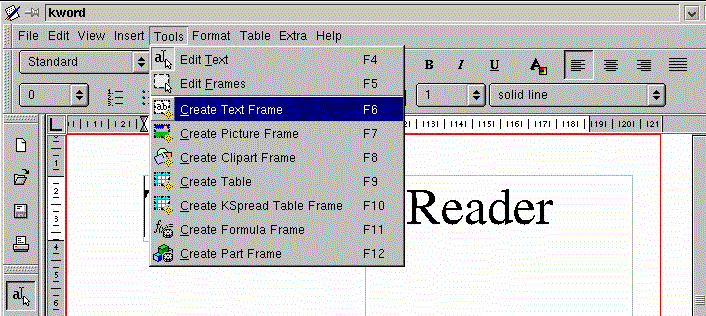 kword
File Edit View Insert Tools Format Table Extra Help
Standard
Edit Text F4
B I U A
0
Edit Frames F5
1
solid line
Create Text Frame F6
Create Picture Frame F7
Create Clipart Frame F8
Create Table F9
Create KSpread Table Frame F10
Create Formula Frame F11
Create Part Frame F12
Reader